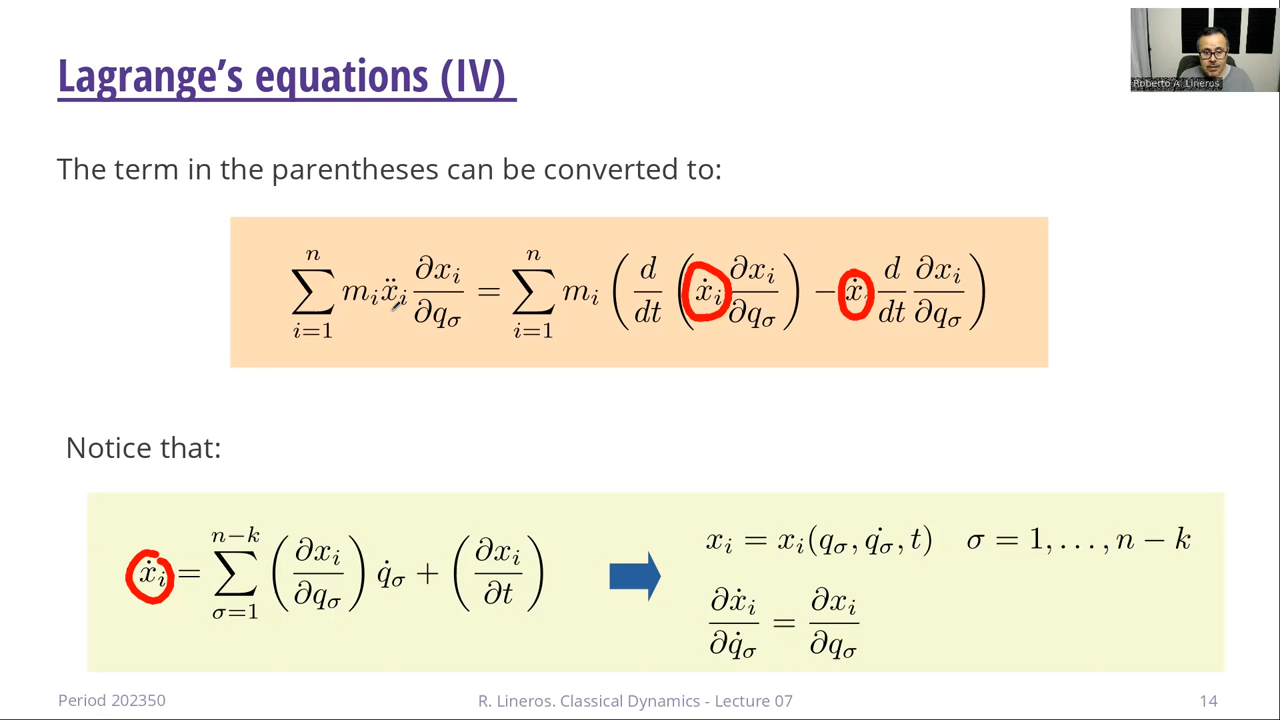 Lagrange's equations (IV)
Roberto A. Lineros
The term in the parentheses can be converted to:
\sum_{i=1}^{n} m_i \ddot{x}_i \frac{\partial x_i}{\partial q_\sigma} = \sum_{i=1}^{n} m_i \left( \frac{d}{dt} \left( \dot{x}_i \frac{\partial x_i}{\partial q_\sigma} \right) - \dot{x} \frac{d}{dt} \frac{\partial x_i}{\partial q_\sigma} \right)
Notice that:
\dot{x}_i = \sum_{\sigma=1}^{n-k} \left( \frac{\partial x_i}{\partial q_\sigma} \right) \dot{q}_\sigma + \left( \frac{\partial x_i}{\partial t} \right)
x_i = x_i(q_\sigma, \dot{q_\sigma}, t) \quad \sigma = 1, \ldots, n-k
\frac{\partial \dot{x}_i}{\partial \dot{q}_\sigma} = \frac{\partial x_i}{\partial q_\sigma}
Period 202350
R. Lineros. Classical Dynamics - Lecture 07
14